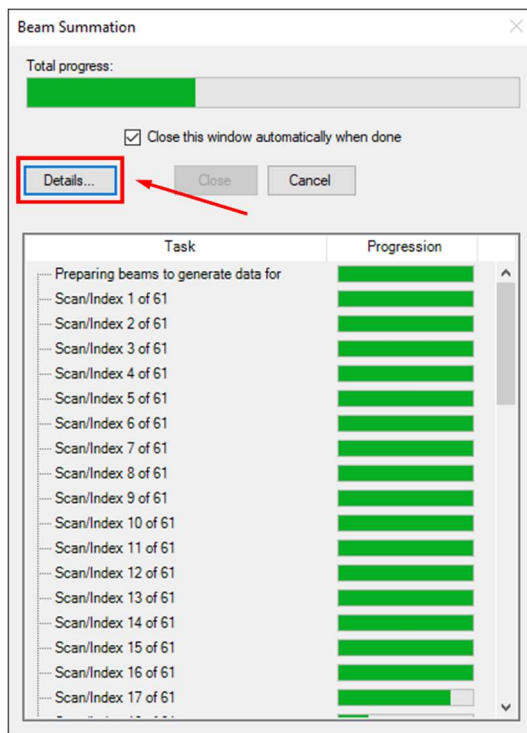 Beam Summation
Total progress:
Close this window automatically when done
Details... Close Cancel
Task Progression
Preparing beams to generate data for
Scan/Index 1 of 61
Scan/Index 2 of 61
Scan/Index 3 of 61
Scan/Index 4 of 61
Scan/Index 5 of 61
Scan/Index 6 of 61
Scan/Index 7 of 61
Scan/Index 8 of 61
Scan/Index 9 of 61
Scan/Index 10 of 61
Scan/Index 11 of 61
Scan/Index 12 of 61
Scan/Index 13 of 61
Scan/Index 14 of 61
Scan/Index 15 of 61
Scan/Index 16 of 61
Scan/Index 17 of 61